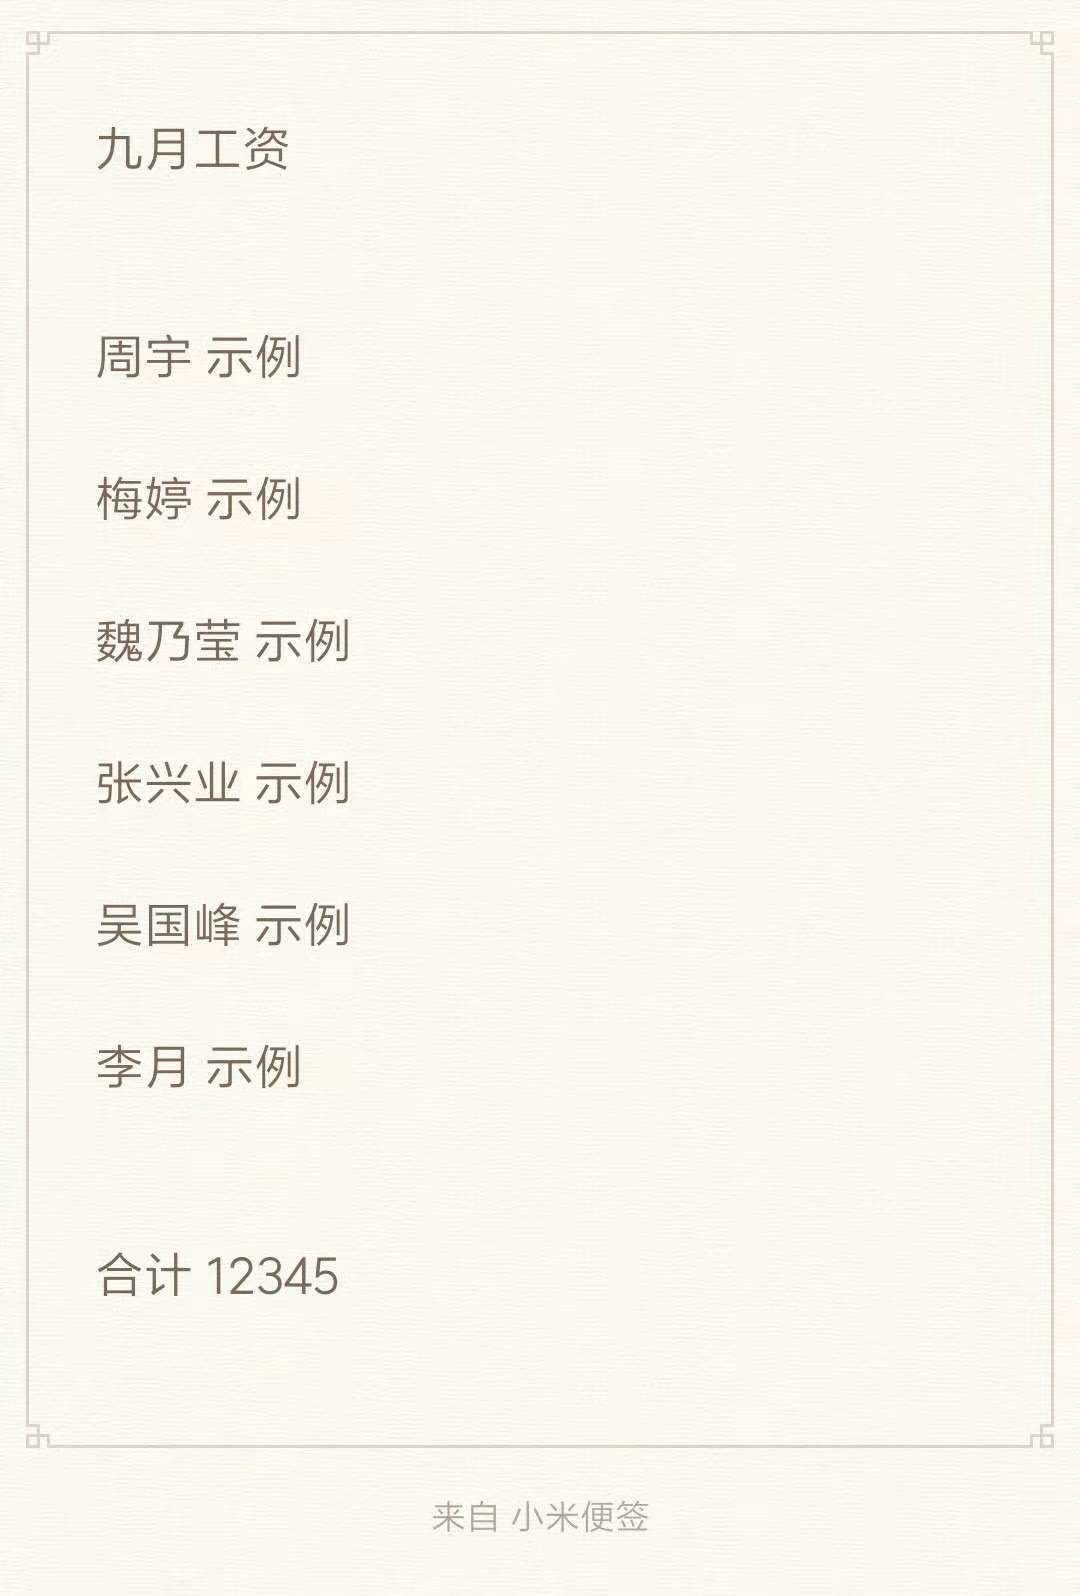 九月工资
周宇 示例
梅婷 示例
魏乃莹 示例
张兴业 示例
吴国峰 示例
李月 示例
合计 12345
来自 小米便签